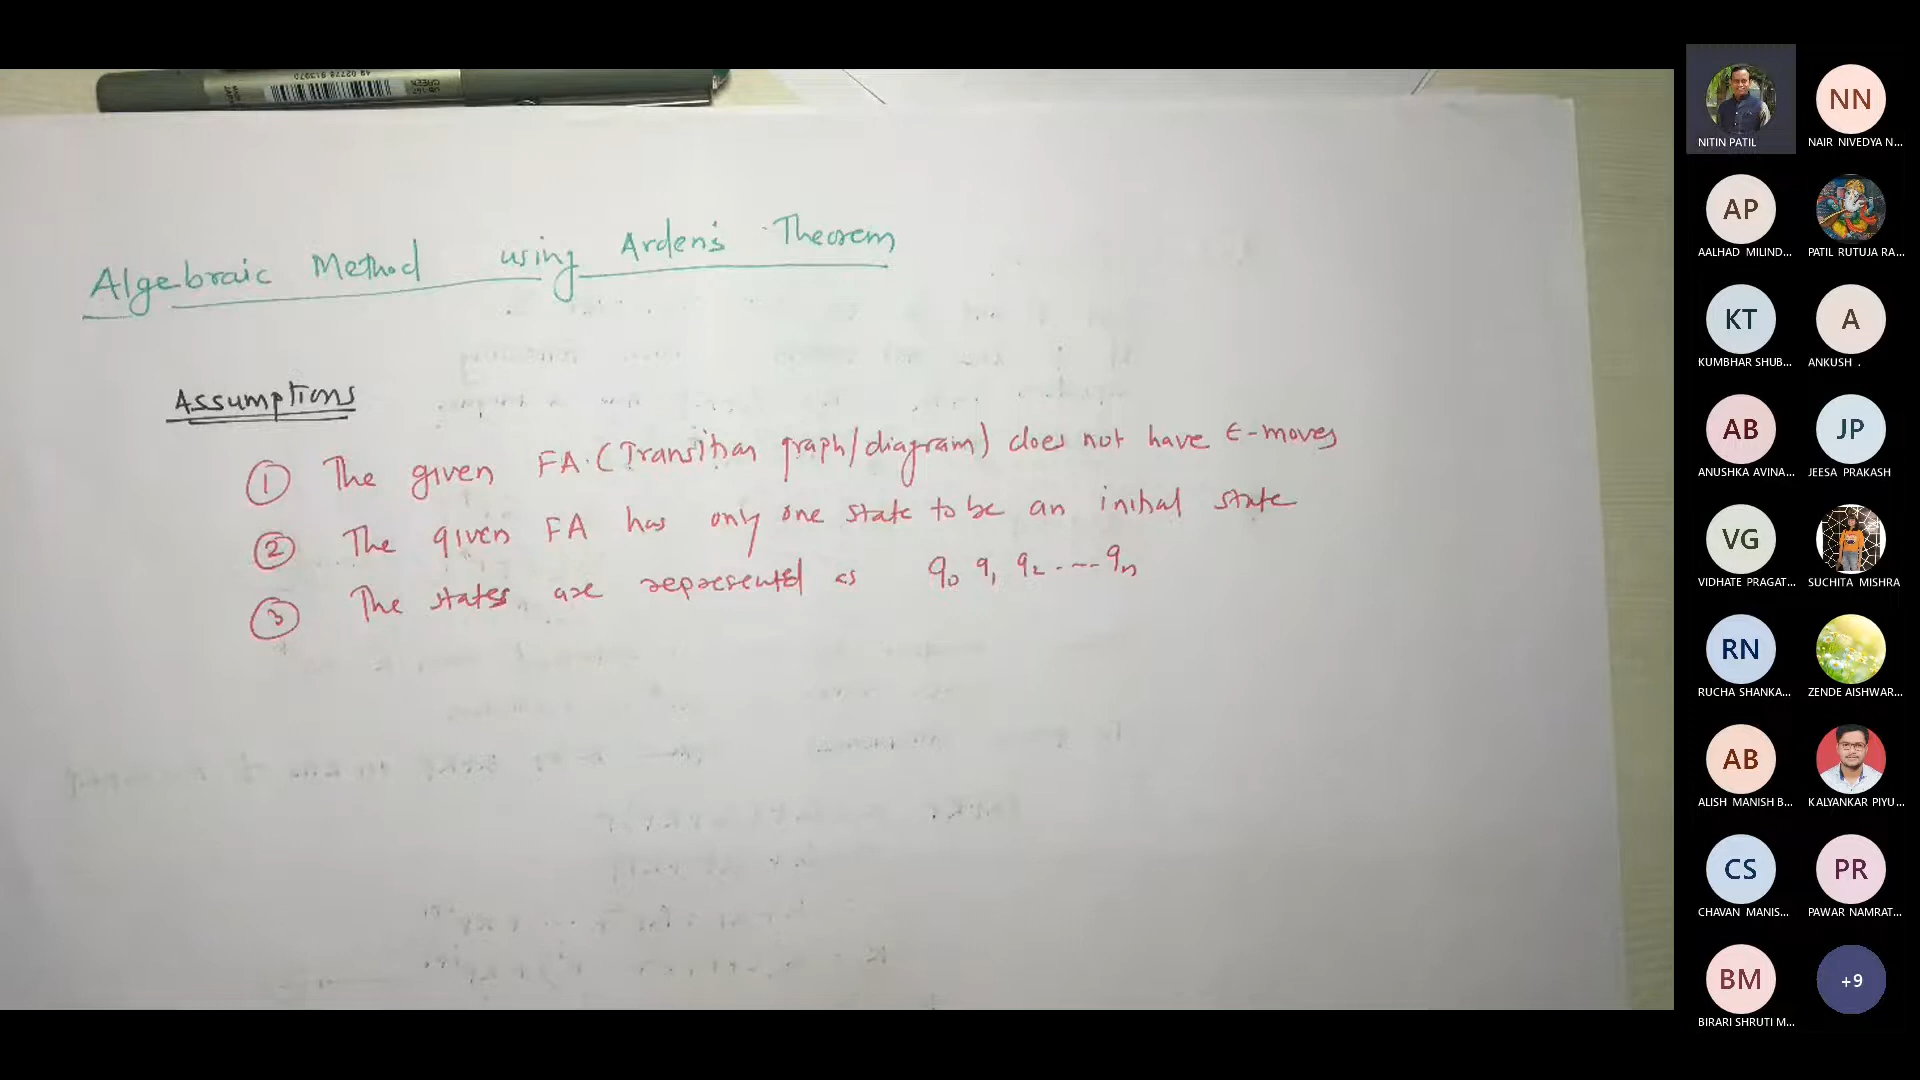 Algebraic Method using Arden's Theorem
Assumptions
① The given FA (Transition graph/diagram) does not have ε-moves
② The given FA has only one state to be an initial state
③ The states are represented as q0 q1 q2 .... qn
NITIN PATIL
NN
NAIR NIVEDYA N...
AP
AALHAD MILIND...
PATIL RUTUJA RA...
KT
KUMBHAR SHUB...
A
ANKUSH .
AB
ANUSHKA AVINA...
JP
JEESA PRAKASH
VG
VIDHATE PRAGAT...
SUCHITA MISHRA
RN
RUCHA SHANKA...
ZENDE AISHWAR...
AB
ALISH MANISH B...
KALYANKAR PIYU...
CS
CHAVAN MANIS...
PR
PAWAR NAMRAT...
BM
BIRARI SHRUTI M...
+9